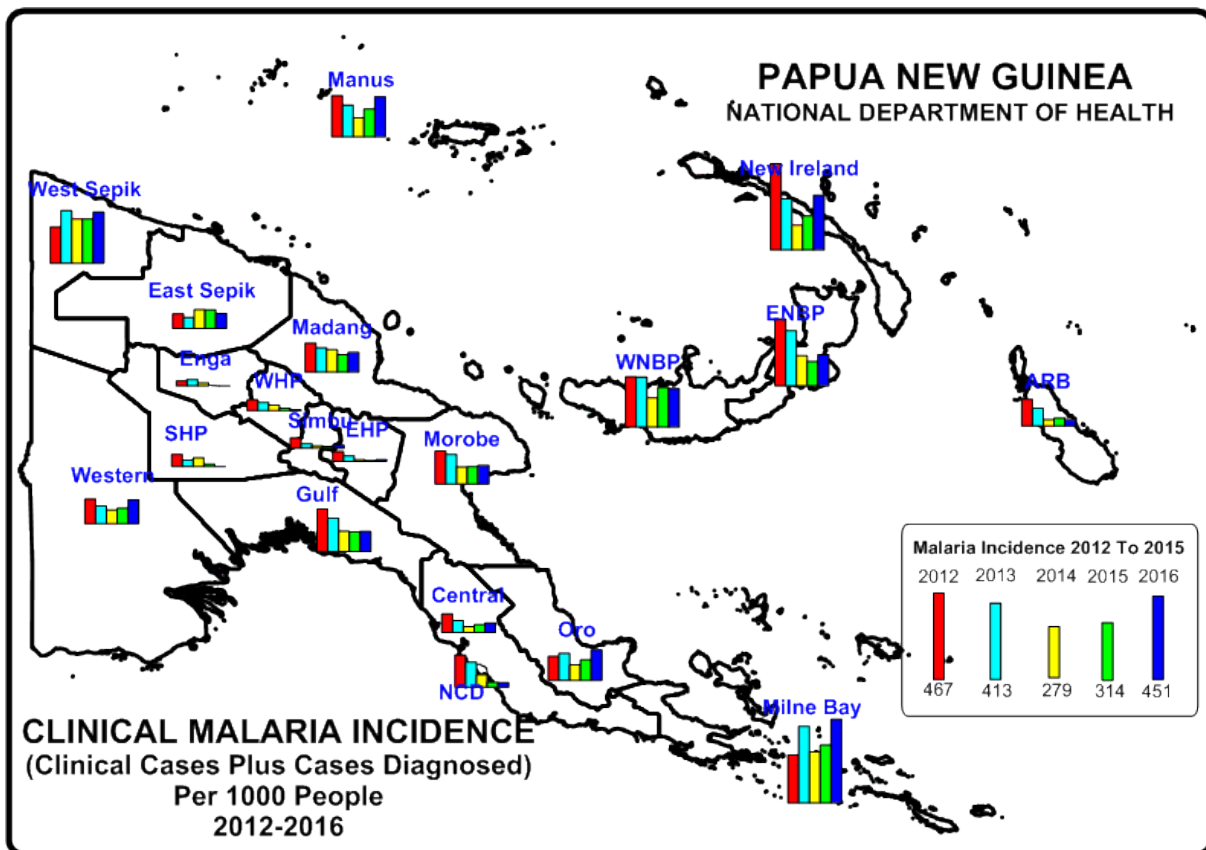 PAPUA NEW GUINEA
NATIONAL DEPARTMENT OF HEALTH
Manus
New Ireland
West Sepik
East Sepik
Madang
ENBP
WNBP
Enga
WHP
ARB
Simbu
EHP
SHP
Morobe
Western
Gulf
Central
Oro
NCD
Milne Bay
Malaria Incidence 2012 To 2015
2012 2013 2014 2015 2016
467 413 279 314 451
CLINICAL MALARIA INCIDENCE
(Clinical Cases Plus Cases Diagnosed)
Per 1000 People
2012-2016